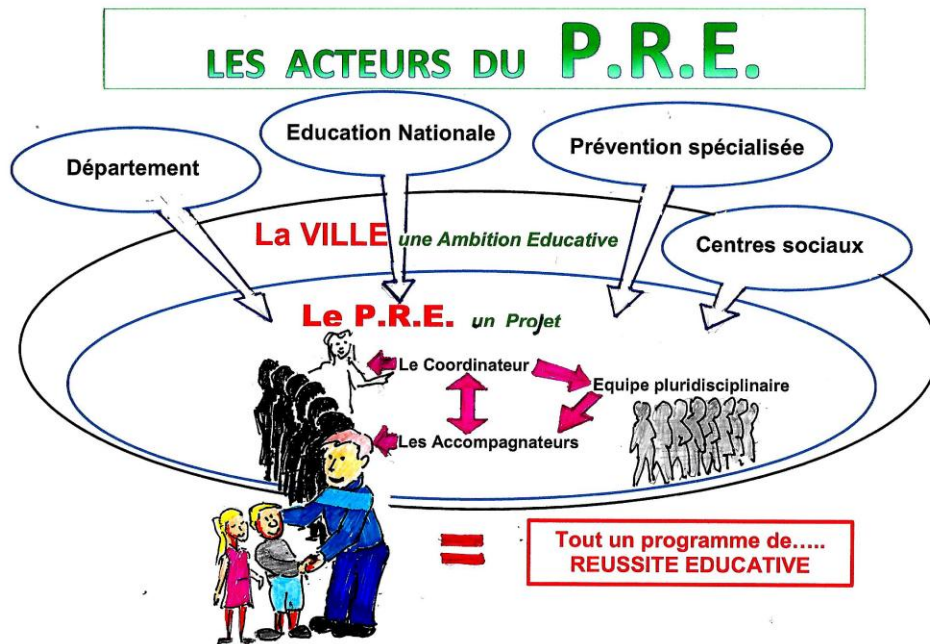 LES ACTEURS DU P.R.E.
Education Nationale
Département
Prévention spécialisée
La VILLE une Ambition Educative
Centres sociaux
Le P.R.E. un Projet
Le Coordinateur
Equipe pluridisciplinaire
Les Accompagnateurs
Tout un programme de.....
REUSSITE EDUCATIVE